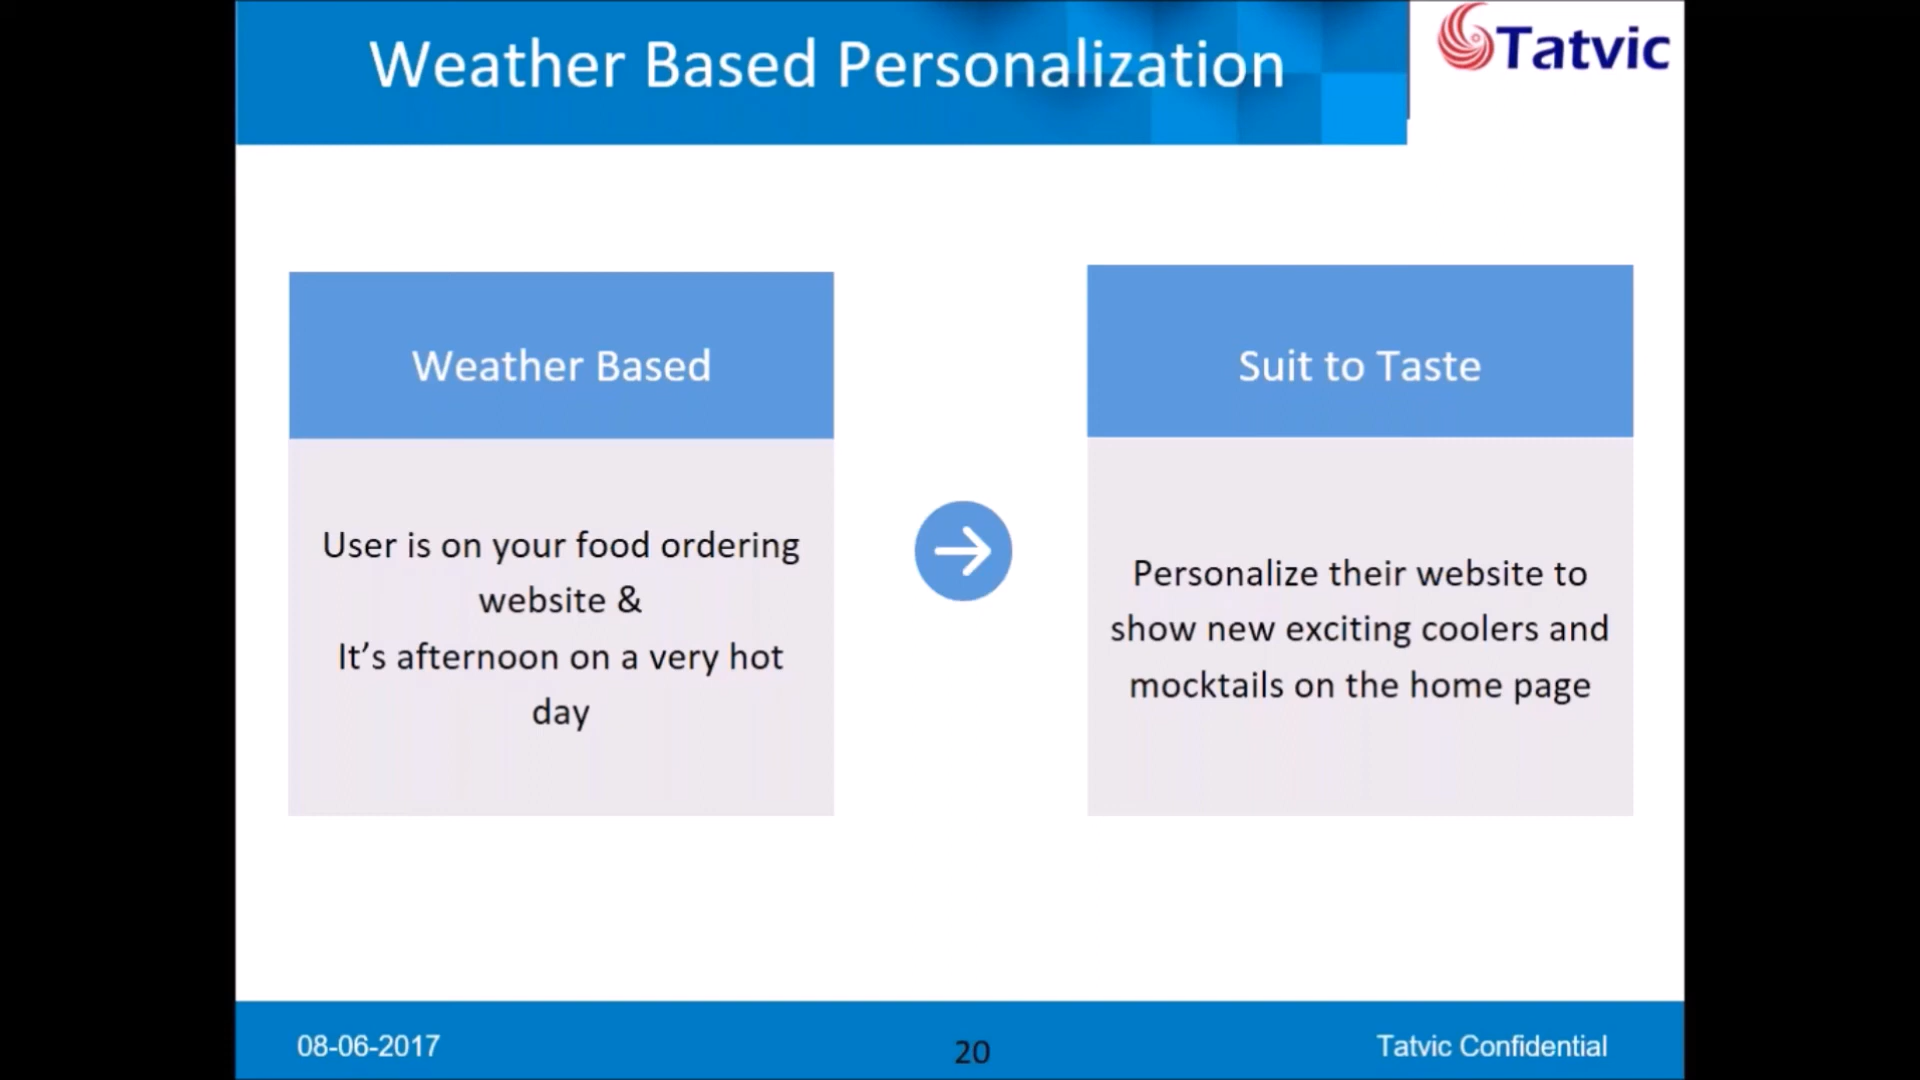 Weather Based Personalization
Tatvic
Weather Based
User is on your food ordering
website &
It’s afternoon on a very hot
day
Suit to Taste
Personalize their website to
show new exciting coolers and
mocktails on the home page
08-06-2017
20
Tatvic Confidential